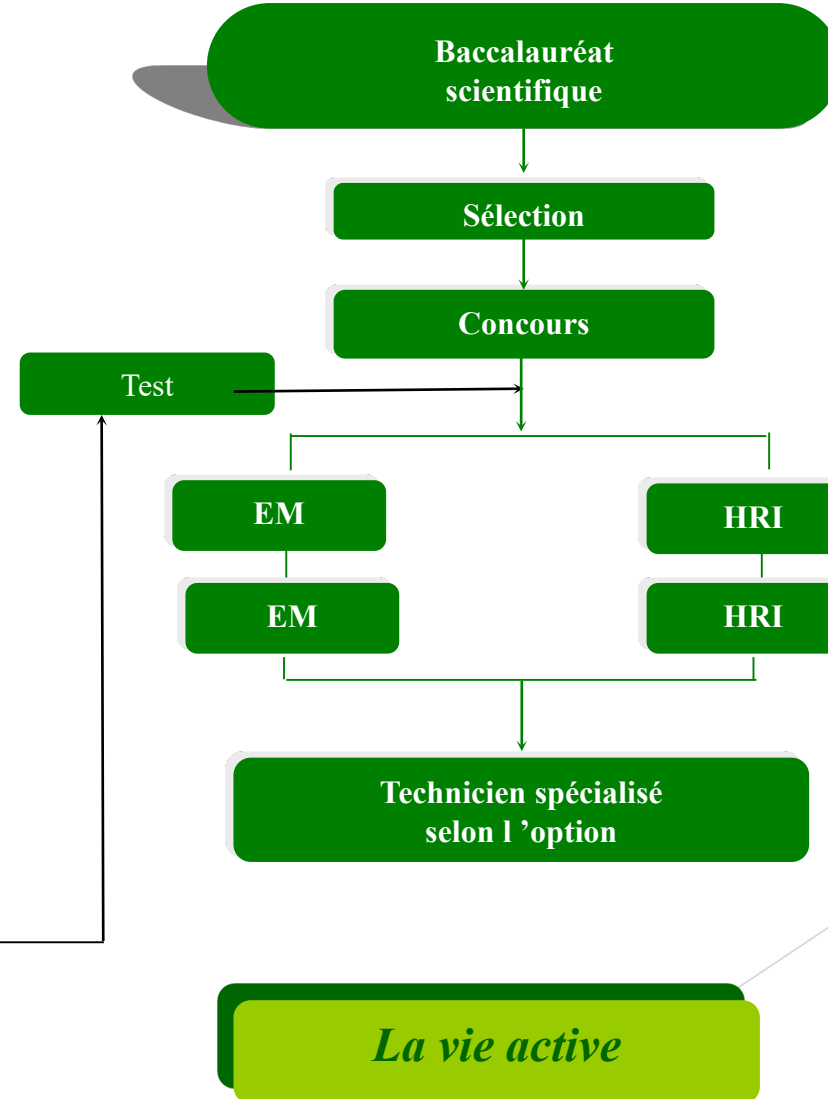 Baccalauréat
scientifique
Sélection
Concours
Test
EM
HRI
EM
HRI
Technicien spécialisé
selon l ’option
La vie active